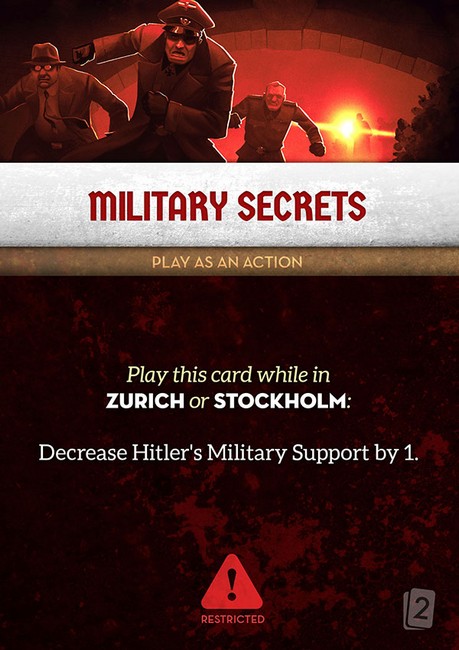 MILITARY SECRETS
PLAY AS AN ACTION
Play this card while in
ZURICH or STOCKHOLM:
Decrease Hitler's Military Support by 1.
!
RESTRICTED
2